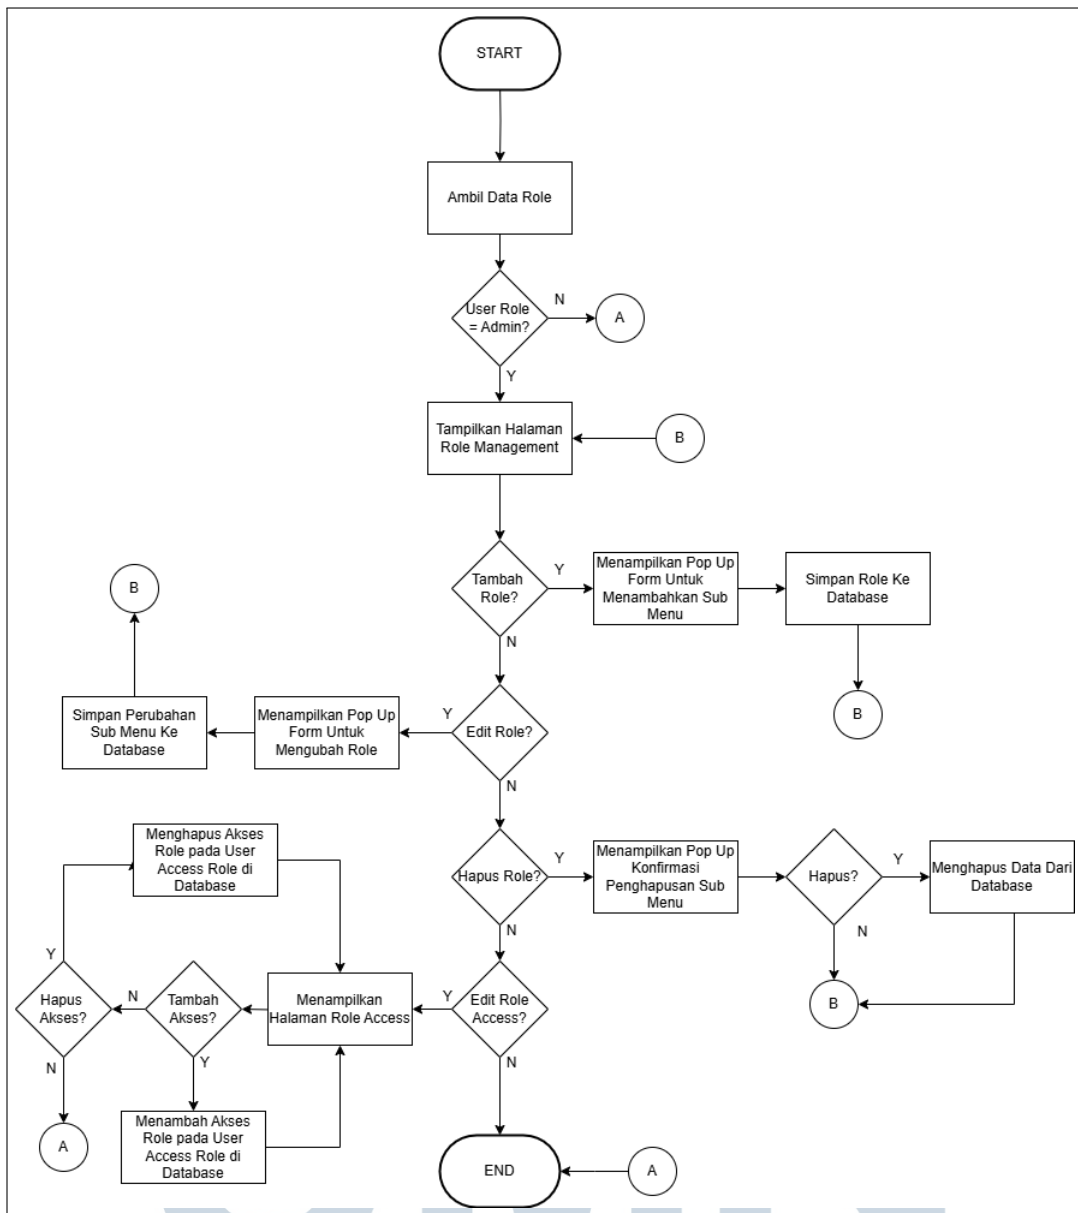 START
Ambil Data Role
User Role
= Admin?
N
A
Y
Tampilkan Halaman
Role Management
B
Tambah
Role?
Y
Menampilkan Pop Up
Form Untuk
Menambahkan Sub
Menu
Simpan Role Ke
Database
B
N
B
Edit Role?
Y
Menampilkan Pop Up
Form Untuk
Mengubah Role
Simpan Perubahan
Sub Menu Ke
Database
B
N
Hapus Role?
Y
Menampilkan Pop Up
Konfirmasi
Penghapusan Sub
Menu
Hapus?
Y
Menghapus Data Dari
Database
N
B
N
Edit Role
Access?
Y
Menampilkan
Halaman Role Access
Tambah
Akses?
N
Hapus
Akses?
Y
Menghapus Akses
Role pada User
Access Role di
Database
Y
Menambah Akses
Role pada User
Access Role di
Database
N
A
N
END
A